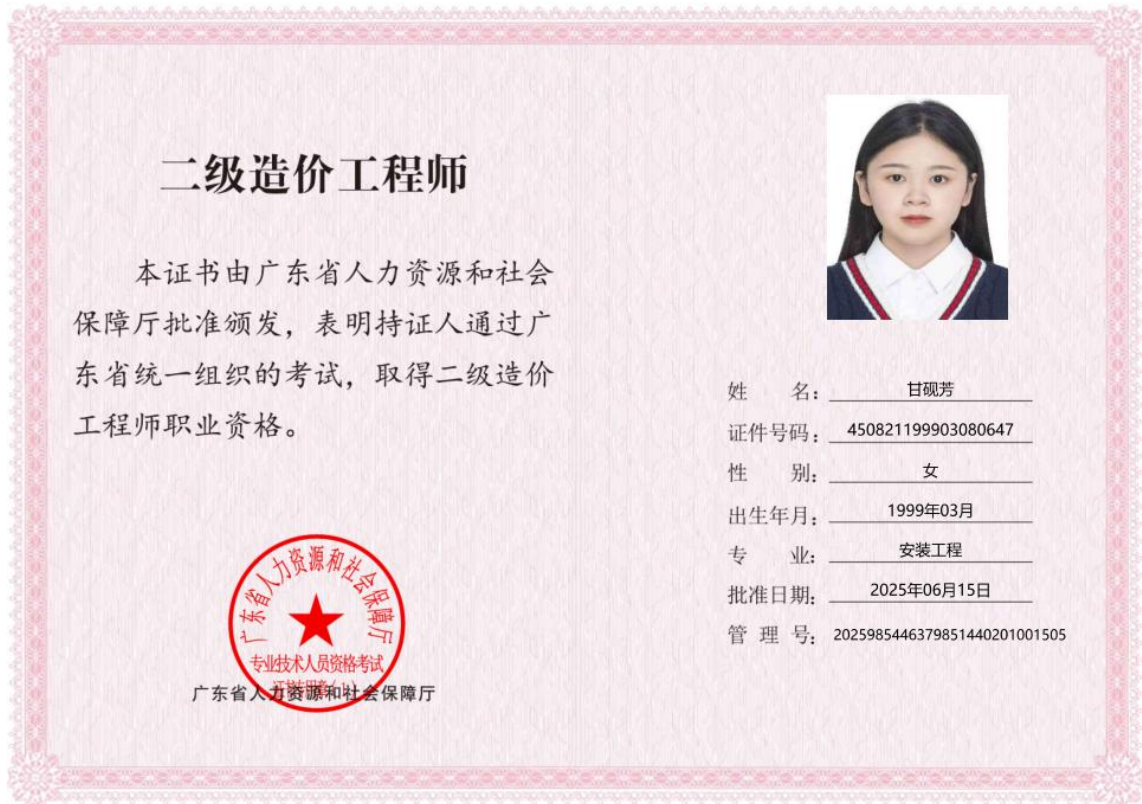 二级造价工程师
本证书由广东省人力资源和社会
保障厅批准颁发，表明持证人通过广
东省统一组织的考试，取得二级造价
工程师职业资格。
广东省人力资源和社会保障厅
专业技术人员资格考试
广东省人力资源和社会保障厅
姓 名：甘砚芳
证件号码：450821199903080647
性 别：女
出生年月：1999年03月
专 业：安装工程
批准日期：2025年06月15日
管 理 号：2025985446379851440201001505